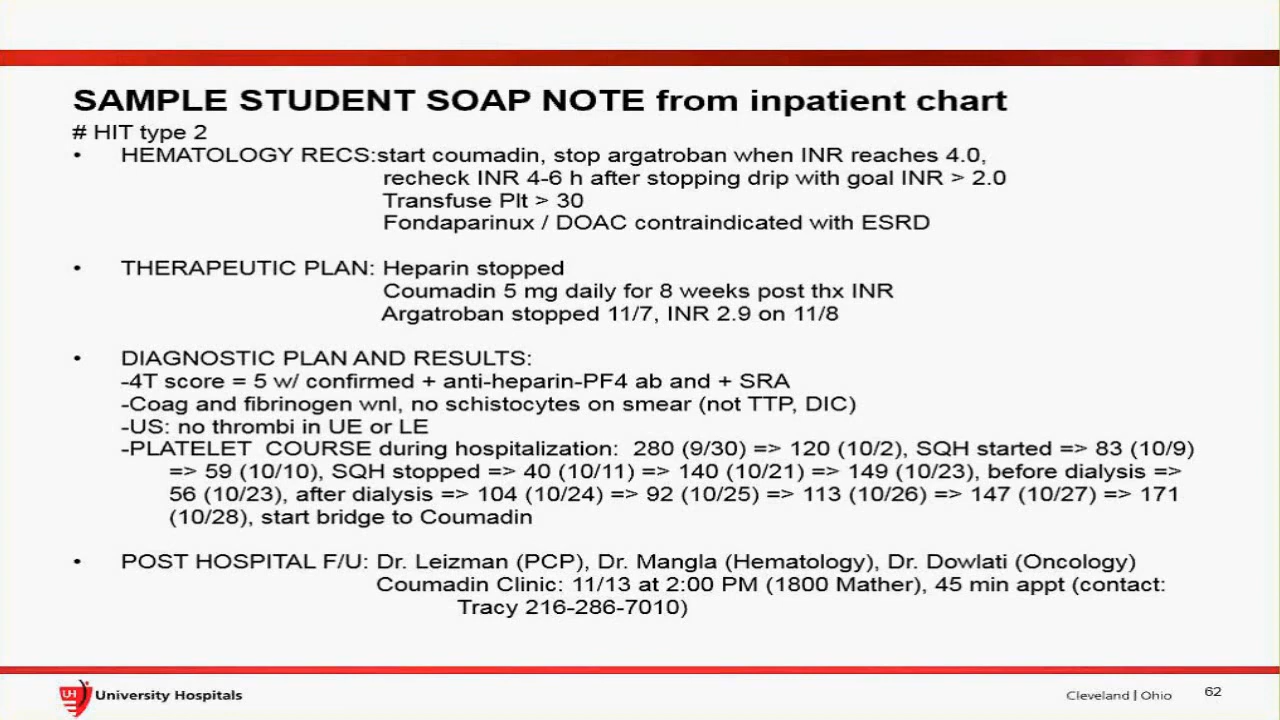 SAMPLE STUDENT SOAP NOTE from inpatient chart
# HIT type 2
• HEMATOLOGY RECS:start coumadin, stop argatroban when INR reaches 4.0,
recheck INR 4-6 h after stopping drip with goal INR > 2.0
Transfuse Plt > 30
Fondaparinux / DOAC contraindicated with ESRD
• THERAPEUTIC PLAN: Heparin stopped
Coumadin 5 mg daily for 8 weeks post thx INR
Argatroban stopped 11/7, INR 2.9 on 11/8
• DIAGNOSTIC PLAN AND RESULTS:
-4T score = 5 w/ confirmed + anti-heparin-PF4 ab and + SRA
-Coag and fibrinogen wnl, no schistocytes on smear (not TTP, DIC)
-US: no thrombi in UE or LE
-PLATELET COURSE during hospitalization: 280 (9/30) => 120 (10/2), SQH started => 83 (10/9)
=> 59 (10/10), SQH stopped => 40 (10/11) => 140 (10/21) => 149 (10/23), before dialysis =>
56 (10/23), after dialysis => 104 (10/24) => 92 (10/25) => 113 (10/26) => 147 (10/27) => 171
(10/28), start bridge to Coumadin
• POST HOSPITAL F/U: Dr. Leizman (PCP), Dr. Mangla (Hematology), Dr. Dowlati (Oncology)
Coumadin Clinic: 11/13 at 2:00 PM (1800 Mather), 45 min appt (contact:
Tracy 216-286-7010)
UH University Hospitals
Cleveland | Ohio 62